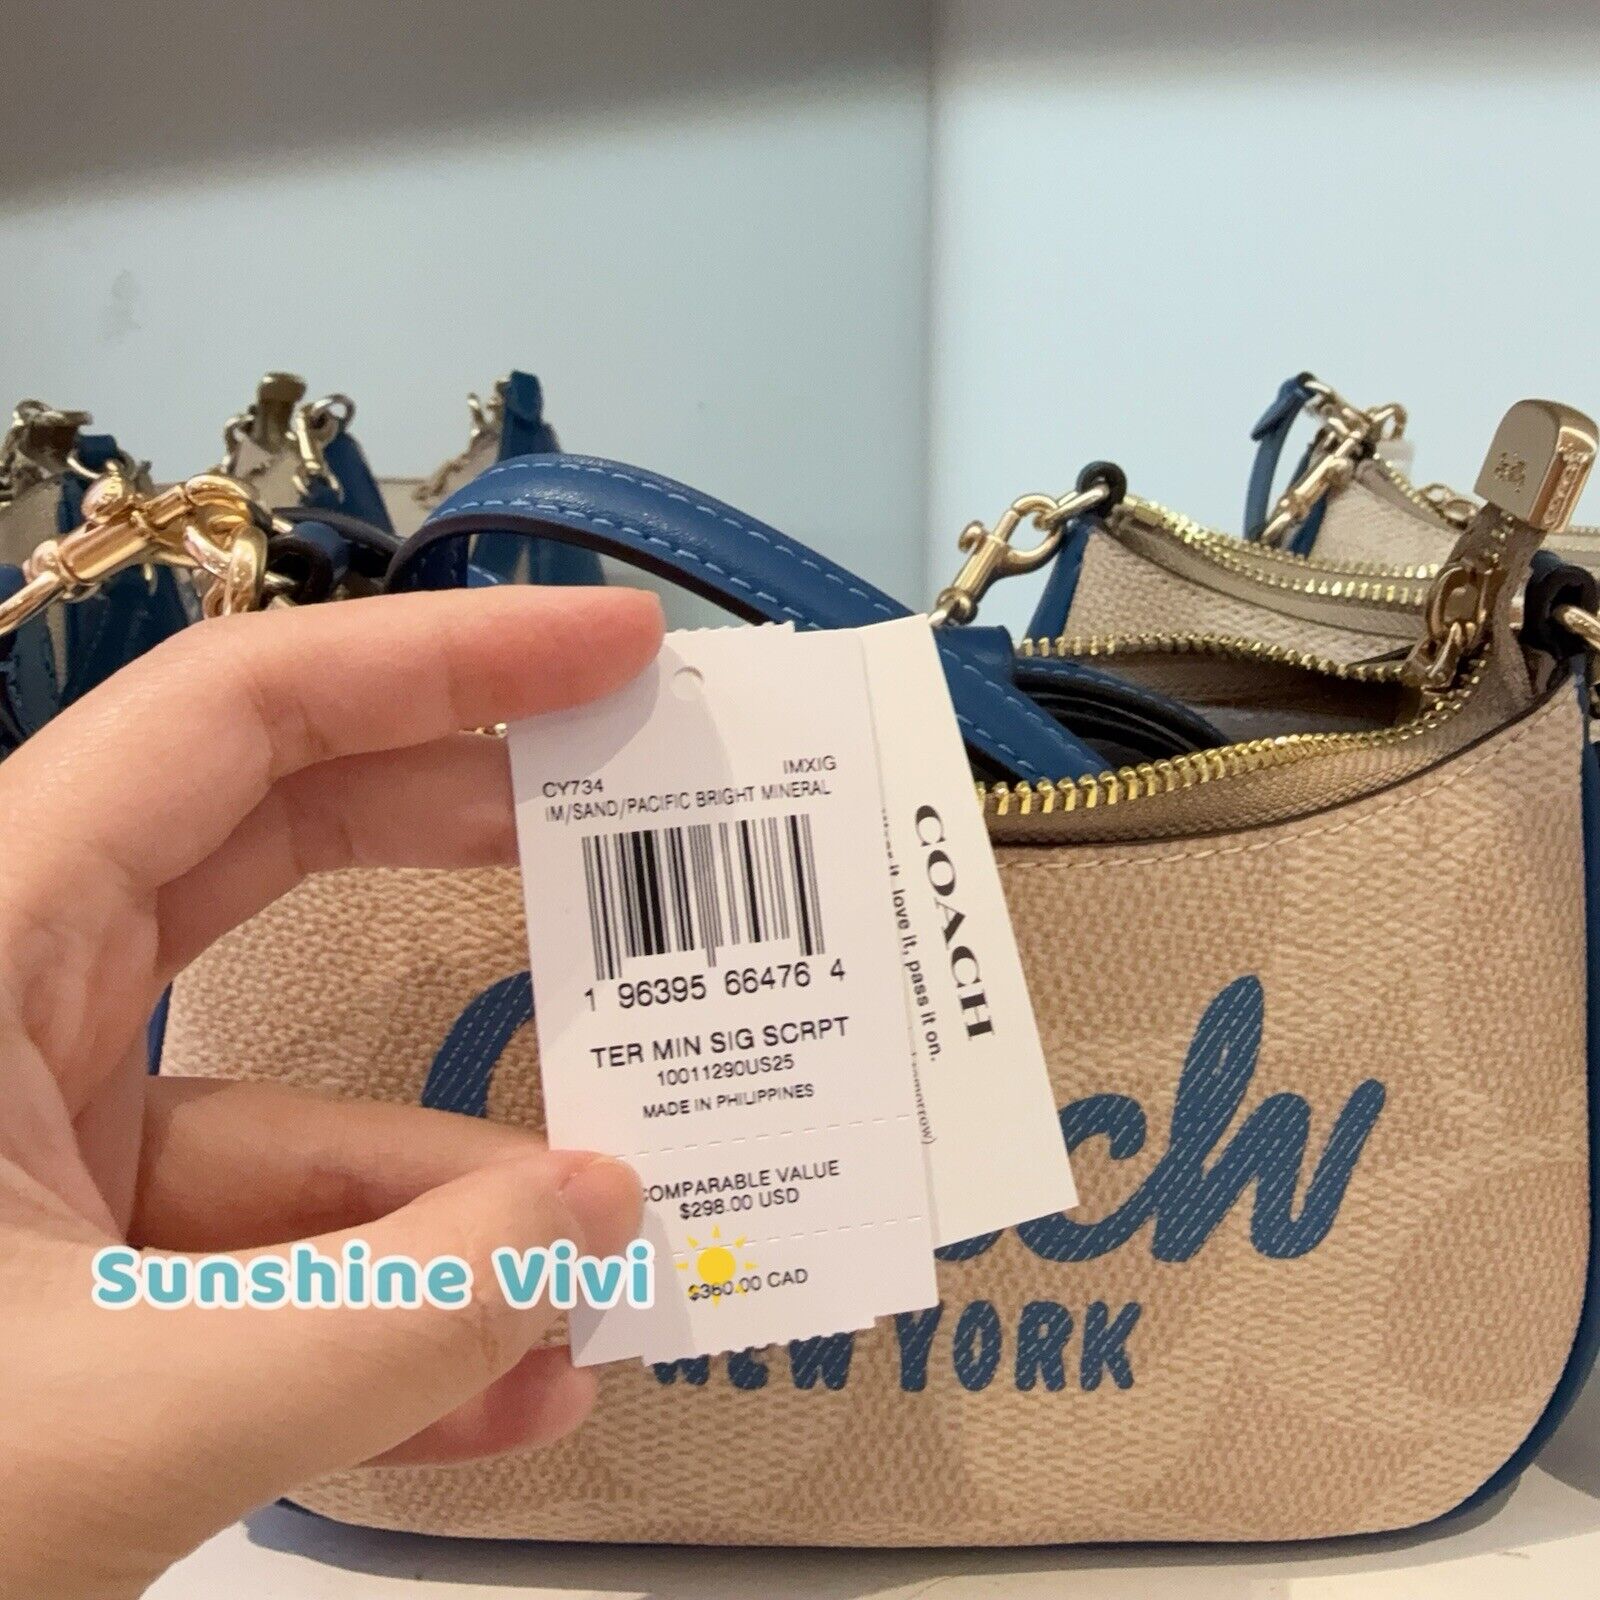 CY734 IMXIG
IM/SAND/PACIFIC BRIGHT MINERAL
1 96395 66476 4
TER MIN SIG SCRPT
10011290US25
MADE IN PHILIPPINES
COMPARABLE VALUE
$298.00 USD
$360.00 CAD
COACH
it, love it, pass it on.
Sunshine Vivi
NEW YORK